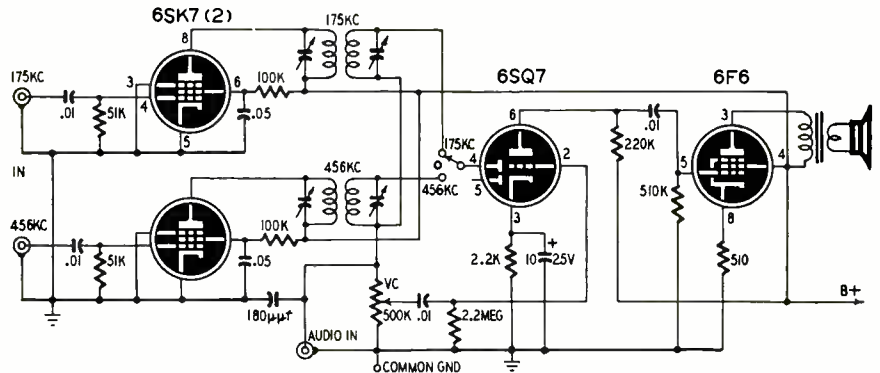 6SK7 (2)
175KC
8
175KC
3
4
6
5
.01
51K
100K
.05
IN
456KC
456KC
.01
51K
100K
.05
180µµf
AUDIO IN
VC
500K
.01
2.2MEG
COMMON GND
175KC
456KC
6SQ7
6
4
5
2
3
2.2K
+
10
25V
220K
.01
510K
6F6
3
5
4
8
510
B+